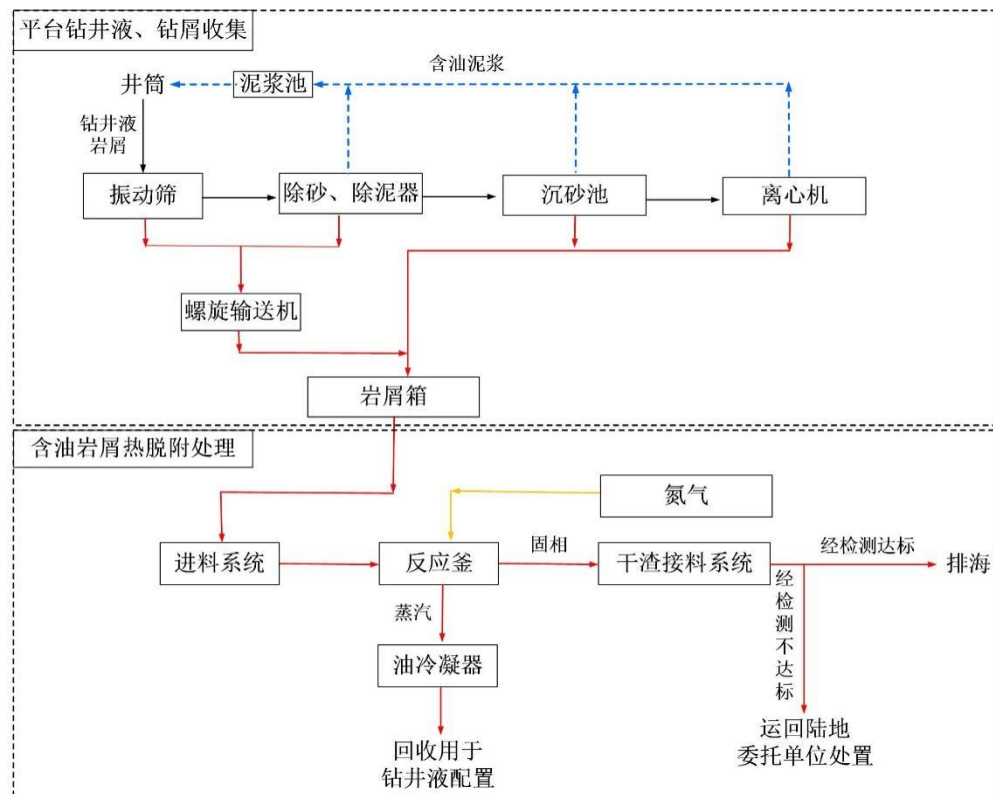 平台钻井液、钻屑收集
含油泥浆
井筒
泥浆池
钻井液
岩屑
振动筛
除砂、除泥器
沉砂池
离心机
螺旋输送机
岩屑箱
含油岩屑热脱附处理
氮气
进料系统
反应釜
固相
干渣接料系统
经检测达标
排海
蒸汽
经检测不达标
油冷凝器
回收用于
钻井液配置
运回陆地
委托单位处置